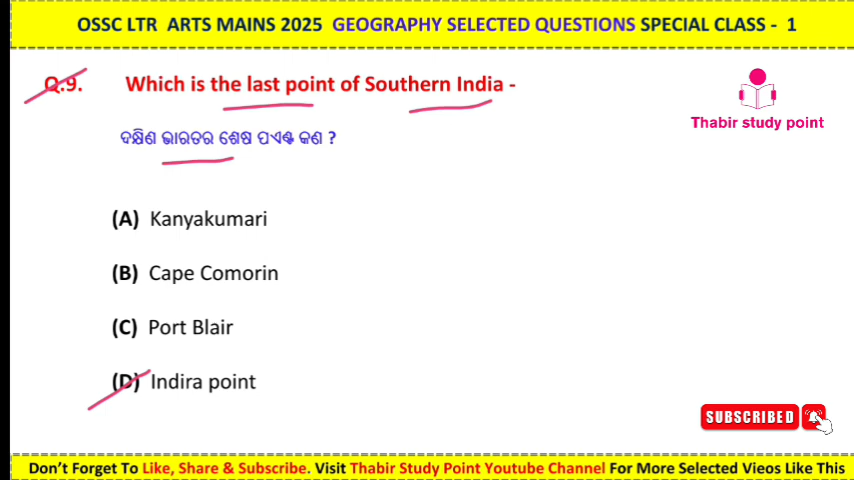 OSSC LTR ARTS MAINS 2025 GEOGRAPHY SELECTED QUESTIONS SPECIAL CLASS - 1
Q.9. Which is the last point of Southern India -
Thabir study point
ଦକ୍ଷିଣ ଭାରତର ଶେଷ ପଏଣ୍ଟ କଣ ?
(A) Kanyakumari
(B) Cape Comorin
(C) Port Blair
(D) Indira point
SUBSCRIBED
Don't Forget To Like, Share & Subscribe. Visit Thabir Study Point Youtube Channel For More Selected Vieos Like This